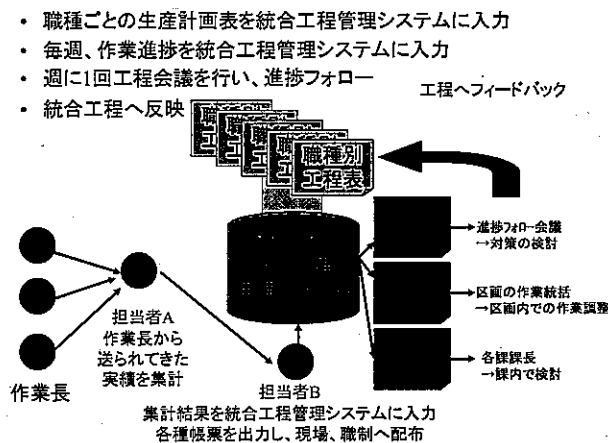 • 職種ごとの生産計画表を統合工程管理システムに入力
• 毎週、作業進捗を統合工程管理システムに入力
• 週に1回工程会議を行い、進捗フォロー
• 統合工程へ反映
工程へフィードバック
職種別
工程表
進捗フォロー会議
→対策の検討
区画の作業統括
→区画内での作業調整
各課課長
→課内で検討
作業長
担当者A
作業長から
送られてきた
実績を集計
担当者B
集計結果を統合工程管理システムに入力
各種帳票を出力し、現場、職制へ配布